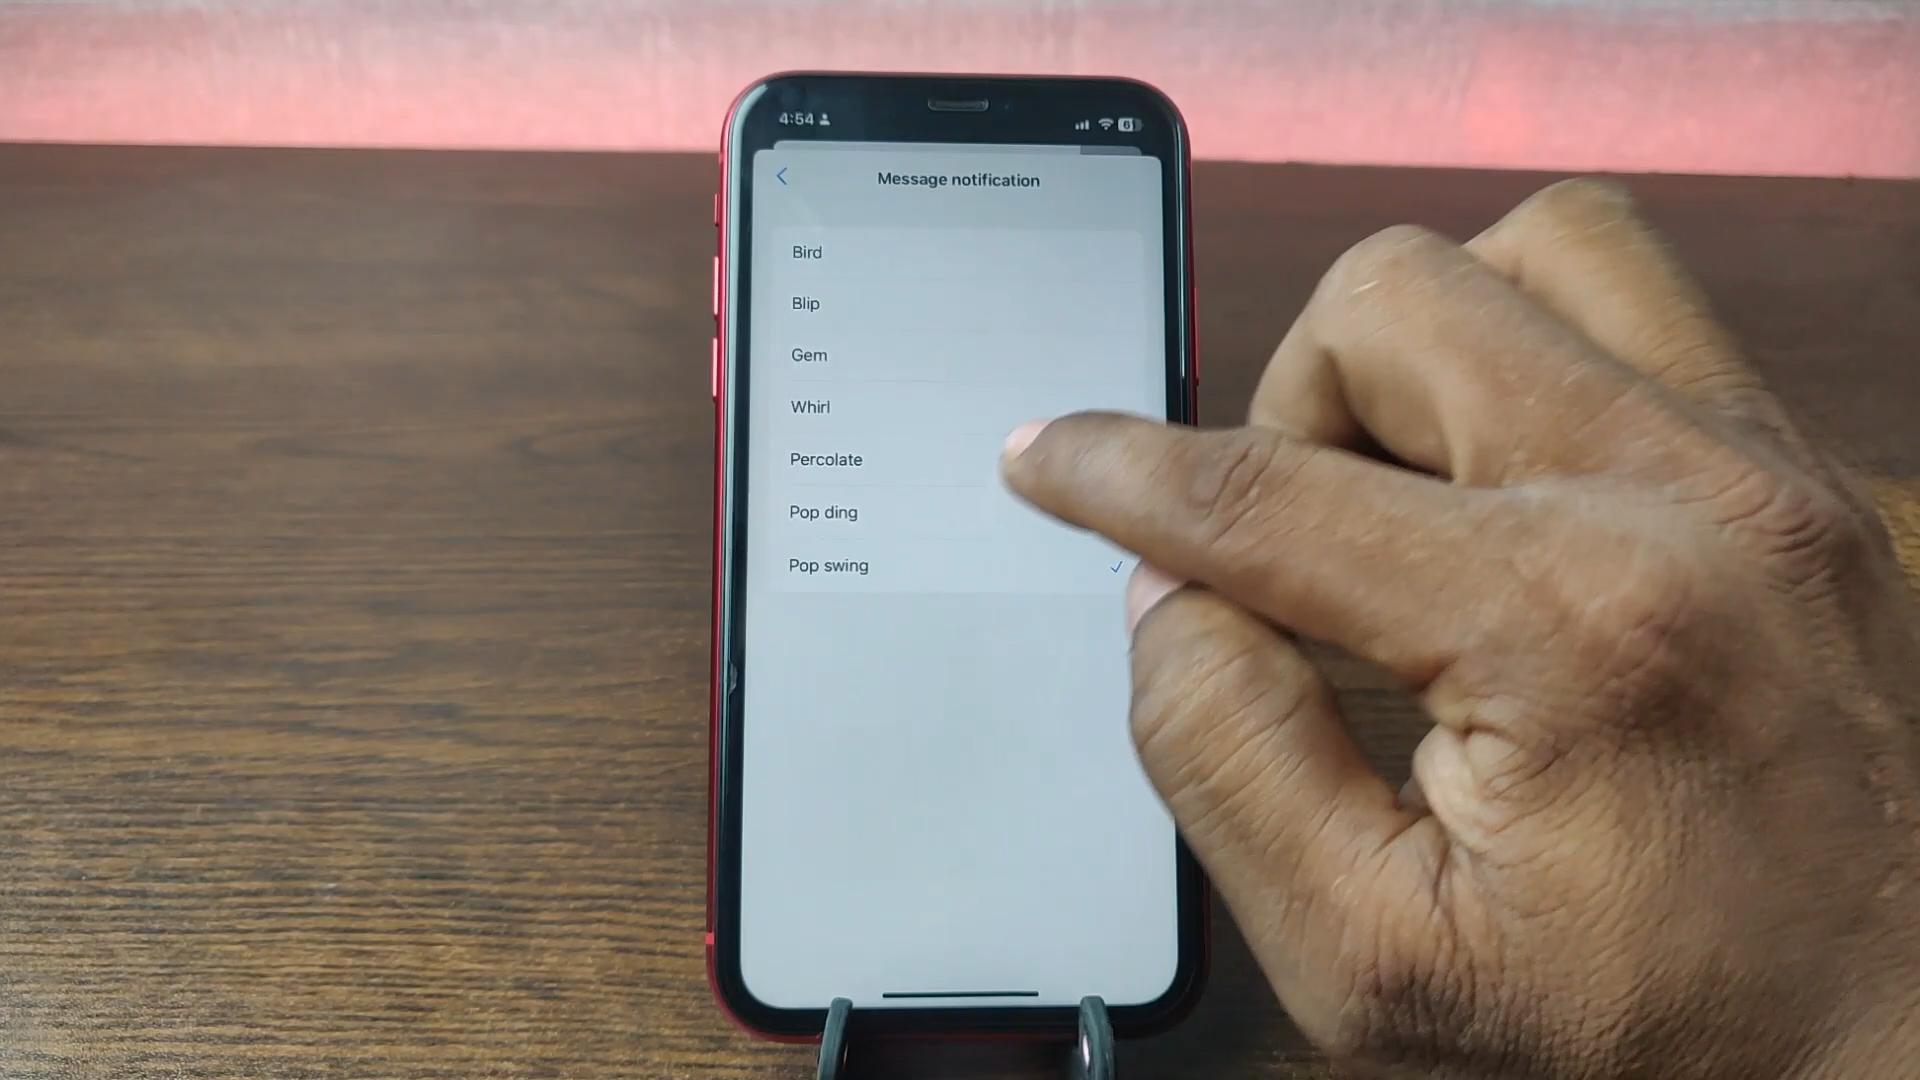 4:54
Message notification
Bird
Blip
Gem
Whirl
Percolate
Pop ding
Pop swing